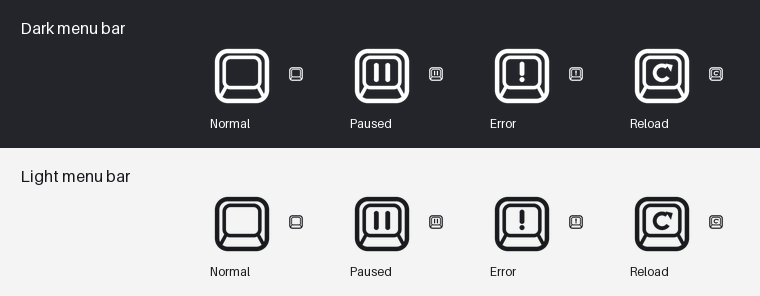 Dark menu bar
Normal
Paused
Error
Reload
Light menu bar
Normal
Paused
Error
Reload